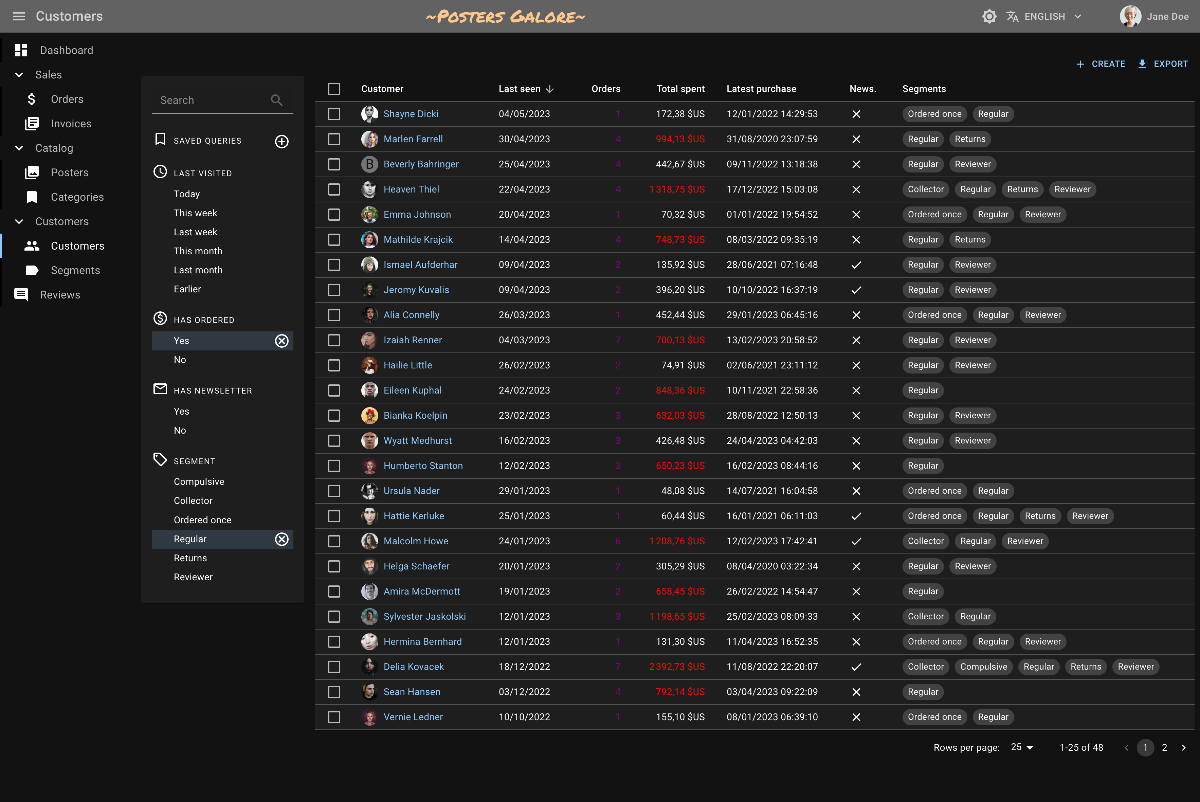 Customers ~Posters Galore~ ENGLISH Jane Doe
Dashboard
Sales
Orders
Invoices
Catalog
Posters
Categories
Customers
Customers
Segments
Reviews
Search
SAVED QUERIES
LAST VISITED
Today
This week
Last week
This month
Last month
Earlier
HAS ORDERED
Yes
No
HAS NEWSLETTER
Yes
No
SEGMENT
Compulsive
Collector
Ordered once
Regular
Returns
Reviewer
CREATE EXPORT
Customer Last seen Orders Total spent Latest purchase News. Segments
Shayne Dicki 04/05/2023 1 172,38 $US 12/01/2022 14:29:53 Ordered once Regular
Marlen Farrell 30/04/2023 4 994,13 $US 31/08/2020 23:07:59 Regular Returns
B Beverly Bahringer 25/04/2023 4 442,67 $US 09/11/2022 13:18:38 Regular Reviewer
Heaven Thiel 22/04/2023 4 1 318,75 $US 17/12/2022 15:03:08 Collector Regular Returns Reviewer
Emma Johnson 20/04/2023 1 70,32 $US 01/01/2022 19:54:52 Ordered once Regular Reviewer
Mathilde Krajcik 14/04/2023 4 748,73 $US 08/03/2022 09:35:19 Regular Returns
Ismael Aufderhar 09/04/2023 2 135,92 $US 28/06/2021 07:16:48 Regular Reviewer
Jeromy Kuvalis 09/04/2023 2 396,20 $US 10/10/2022 16:37:19 Regular Reviewer
Alia Connelly 26/03/2023 1 452,44 $US 29/01/2023 06:45:16 Ordered once Regular Reviewer
Izaiah Renner 04/03/2023 7 700,13 $US 13/02/2023 20:58:52 Regular Reviewer
Hailie Little 26/02/2023 2 74,91 $US 02/06/2021 23:11:12 Regular Reviewer
Eileen Kuphal 24/02/2023 2 848,36 $US 10/11/2021 22:58:36 Regular
Bianka Koelpin 23/02/2023 3 632,03 $US 28/08/2022 12:50:13 Regular Reviewer
Wyatt Medhurst 16/02/2023 3 426,48 $US 24/04/2023 04:42:03 Regular Reviewer
Humberto Stanton 12/02/2023 2 650,23 $US 16/02/2023 08:44:16 Regular
Ursula Nader 29/01/2023 1 48,08 $US 14/07/2021 16:04:58 Ordered once Regular
Hattie Kerluke 25/01/2023 1 60,44 $US 16/01/2021 06:11:03 Ordered once Regular Returns Reviewer
Malcolm Howe 24/01/2023 6 1 208,76 $US 12/02/2023 17:42:41 Collector Regular Reviewer
Helga Schaefer 20/01/2023 2 305,29 $US 08/04/2020 03:22:34 Regular Reviewer
Amira McDermott 19/01/2023 2 658,45 $US 26/02/2022 14:54:47 Regular
Sylvester Jaskolski 12/01/2023 3 1 198,65 $US 25/02/2023 08:09:33 Collector Regular
Hermina Bernhard 12/01/2023 1 131,30 $US 11/04/2023 16:52:35 Ordered once Regular Reviewer
Delia Kovacek 18/12/2022 7 2 392,73 $US 11/08/2022 22:20:07 Collector Compulsive Regular Returns Reviewer
Sean Hansen 03/12/2022 4 792,14 $US 03/04/2023 09:22:09 Regular
Vernie Ledner 10/10/2022 1 155,10 $US 08/01/2023 06:39:10 Ordered once Regular
Rows per page: 25 1-25 of 48 1 2